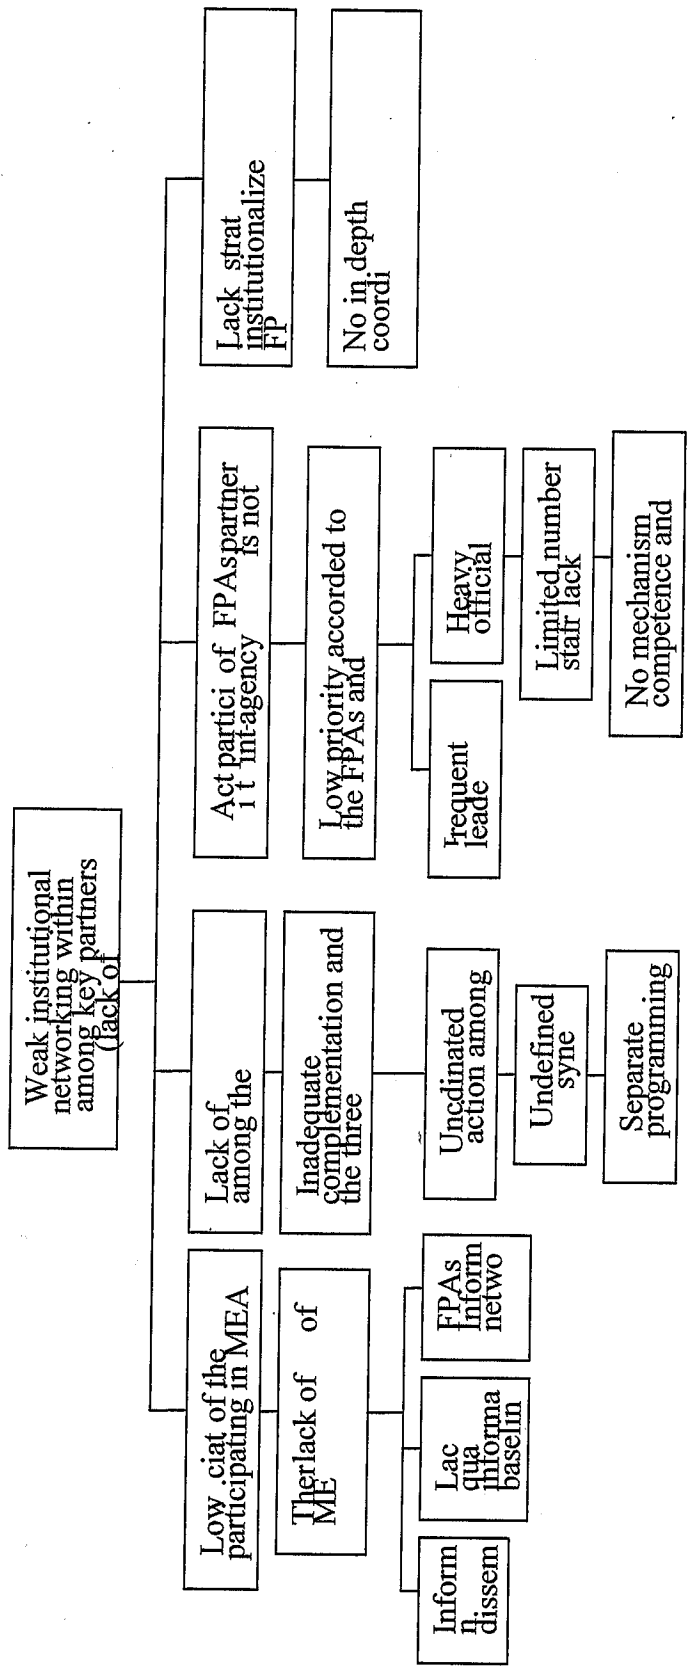 Weak institutional
networking within
among key partners
(lack of
Low .ciat of the
participating in MEA
Therlack of of
ME
Inform
n.
dissem
Lac
qua
informa
baselin
FPAs
Inform
netwo
Lack of
among the
Inadequate
complementation and
the three
Uncdinated
action among
Undefined
syne
Separate
programming
Act partici of FPAs partner
i t int-agency is not
Low priority accorded to
the FPAs and
Frequent
leade
Heavy
official
Limited number
staff lack
No mechanism
competence and
Lack strat
institutionalize
FP
No in depth
coordi